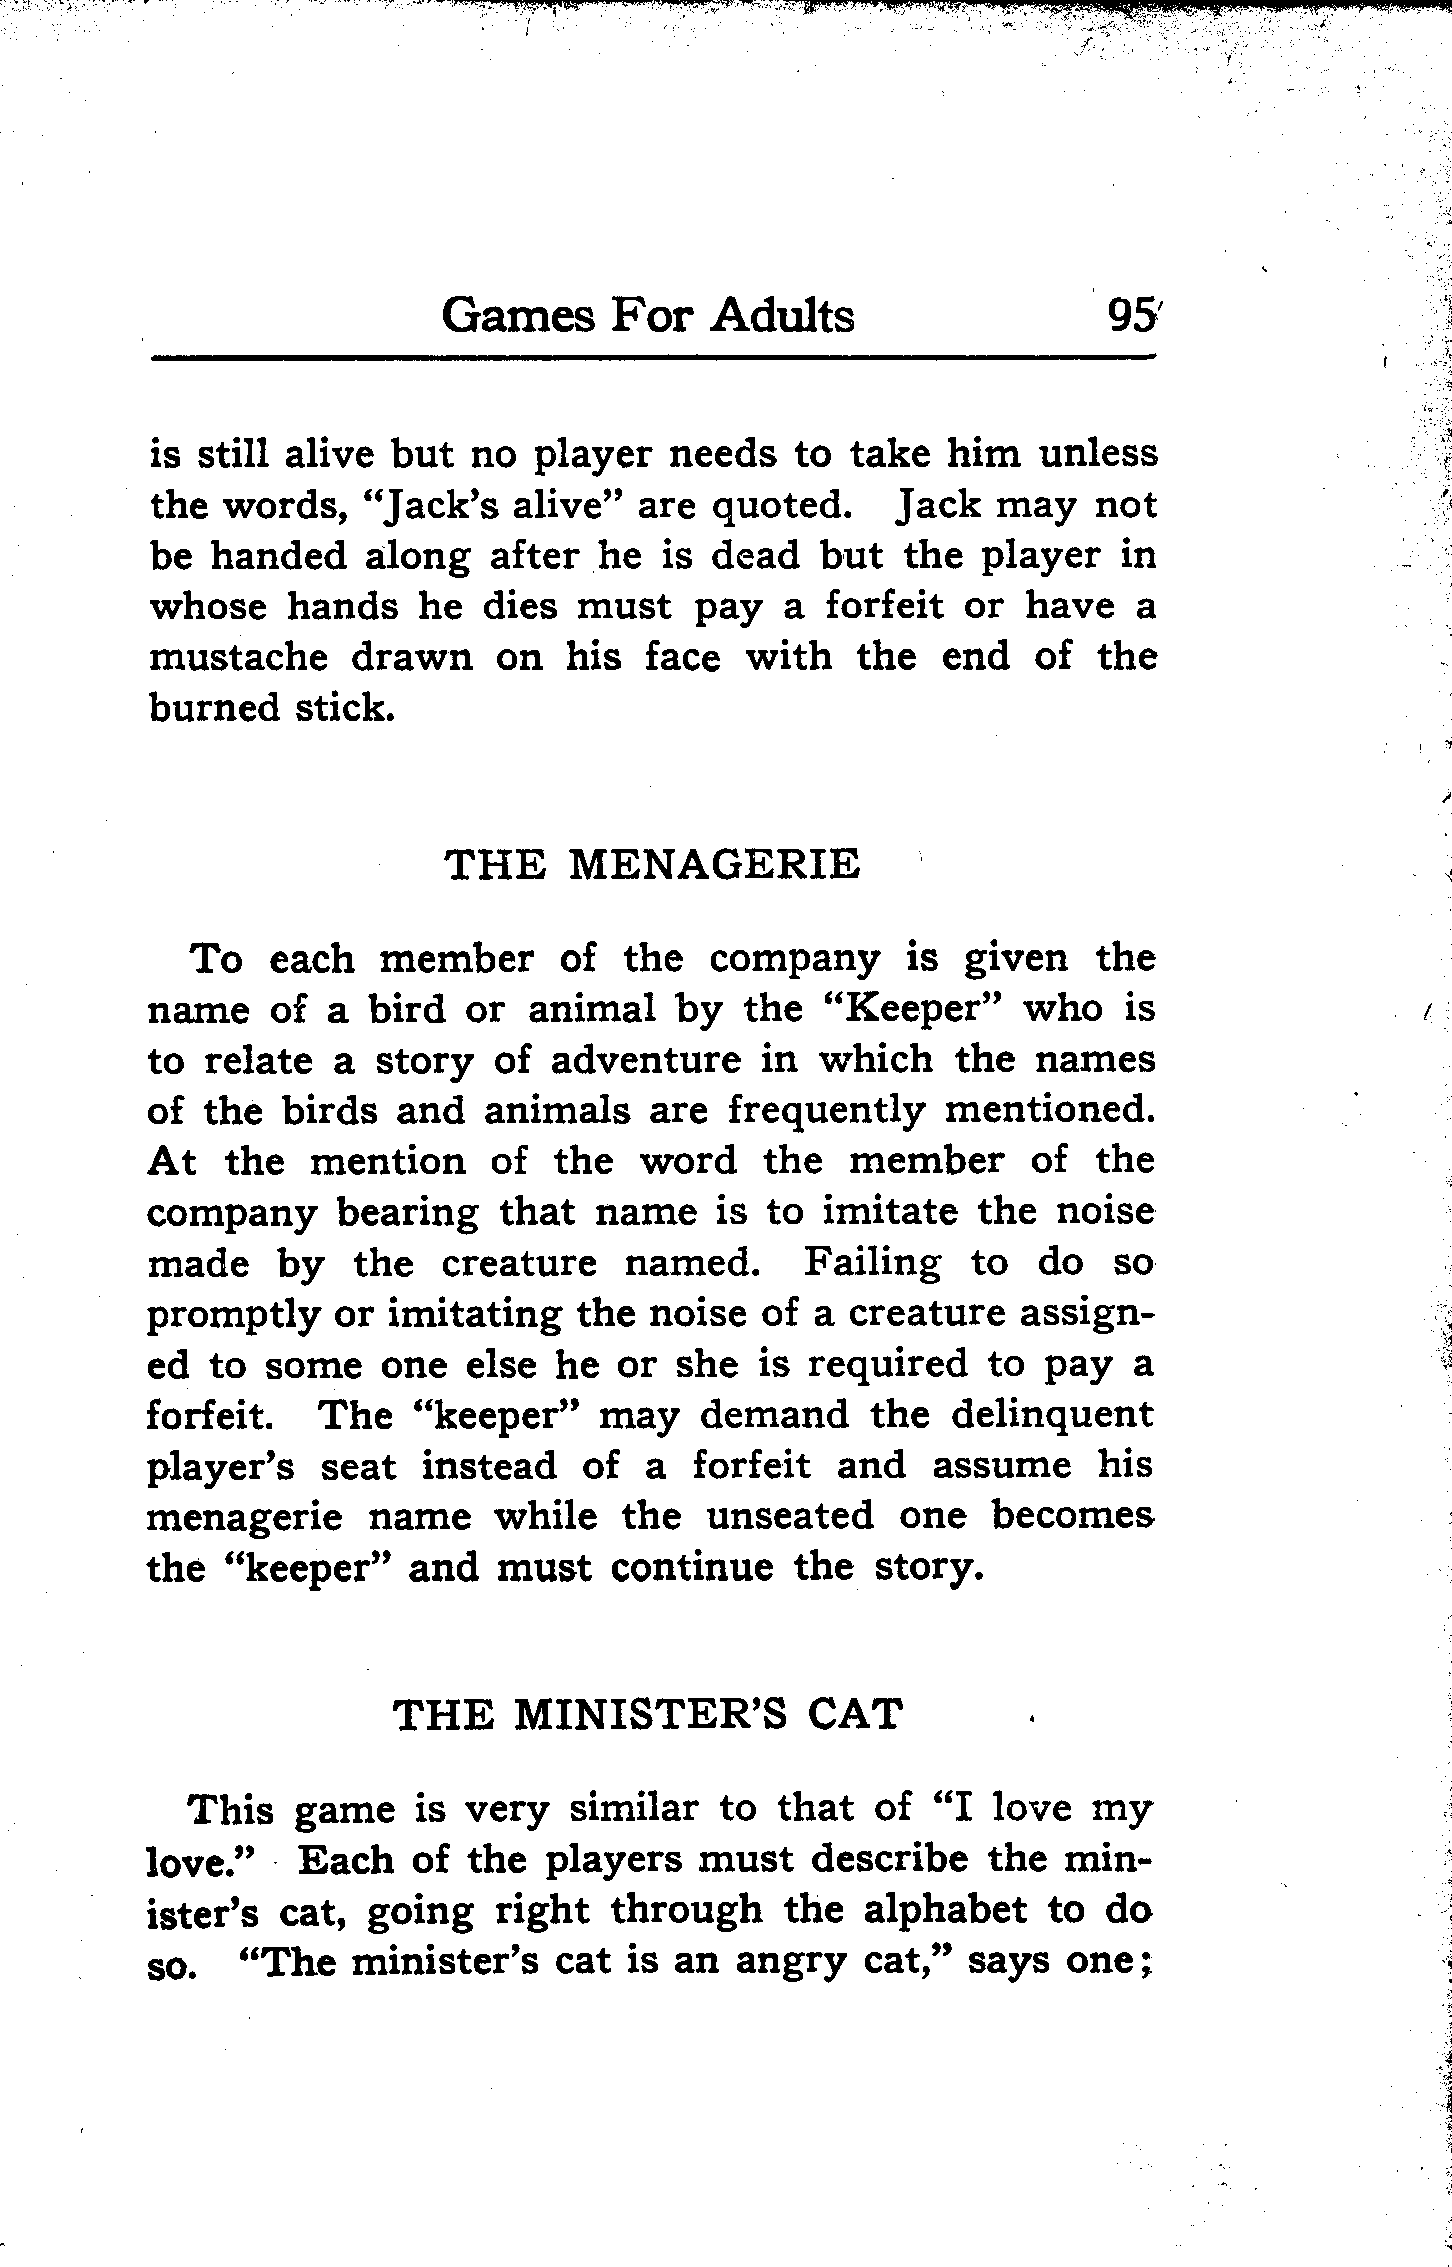 Games For Adults 95
is still alive but no player needs to take him unless
the words, “Jack’s alive” are quoted. Jack may not
be handed along after he is dead but the player in
whose hands he dies must pay a forfeit or have a
mustache drawn on his face with the end of the
burned stick.
THE MENAGERIE
To each member of the company is given the
name of a bird or animal by the “Keeper” who is
to relate a story of adventure in which the names
of the birds and animals are frequently mentioned.
At the mention of the word the member of the
company bearing that name is to imitate the noise
made by the creature named. Failing to do so
promptly or imitating the noise of a creature assign-
ed to some one else he or she is required to pay a
forfeit. The “keeper” may demand the delinquent
player’s seat instead of a forfeit and assume his
menagerie name while the unseated one becomes
the “keeper” and must continue the story.
THE MINISTER’S CAT
This game is very similar to that of “I love my
love.” Each of the players must describe the min-
ister’s cat, going right through the alphabet to do
so. “The minister’s cat is an angry cat,” says one;